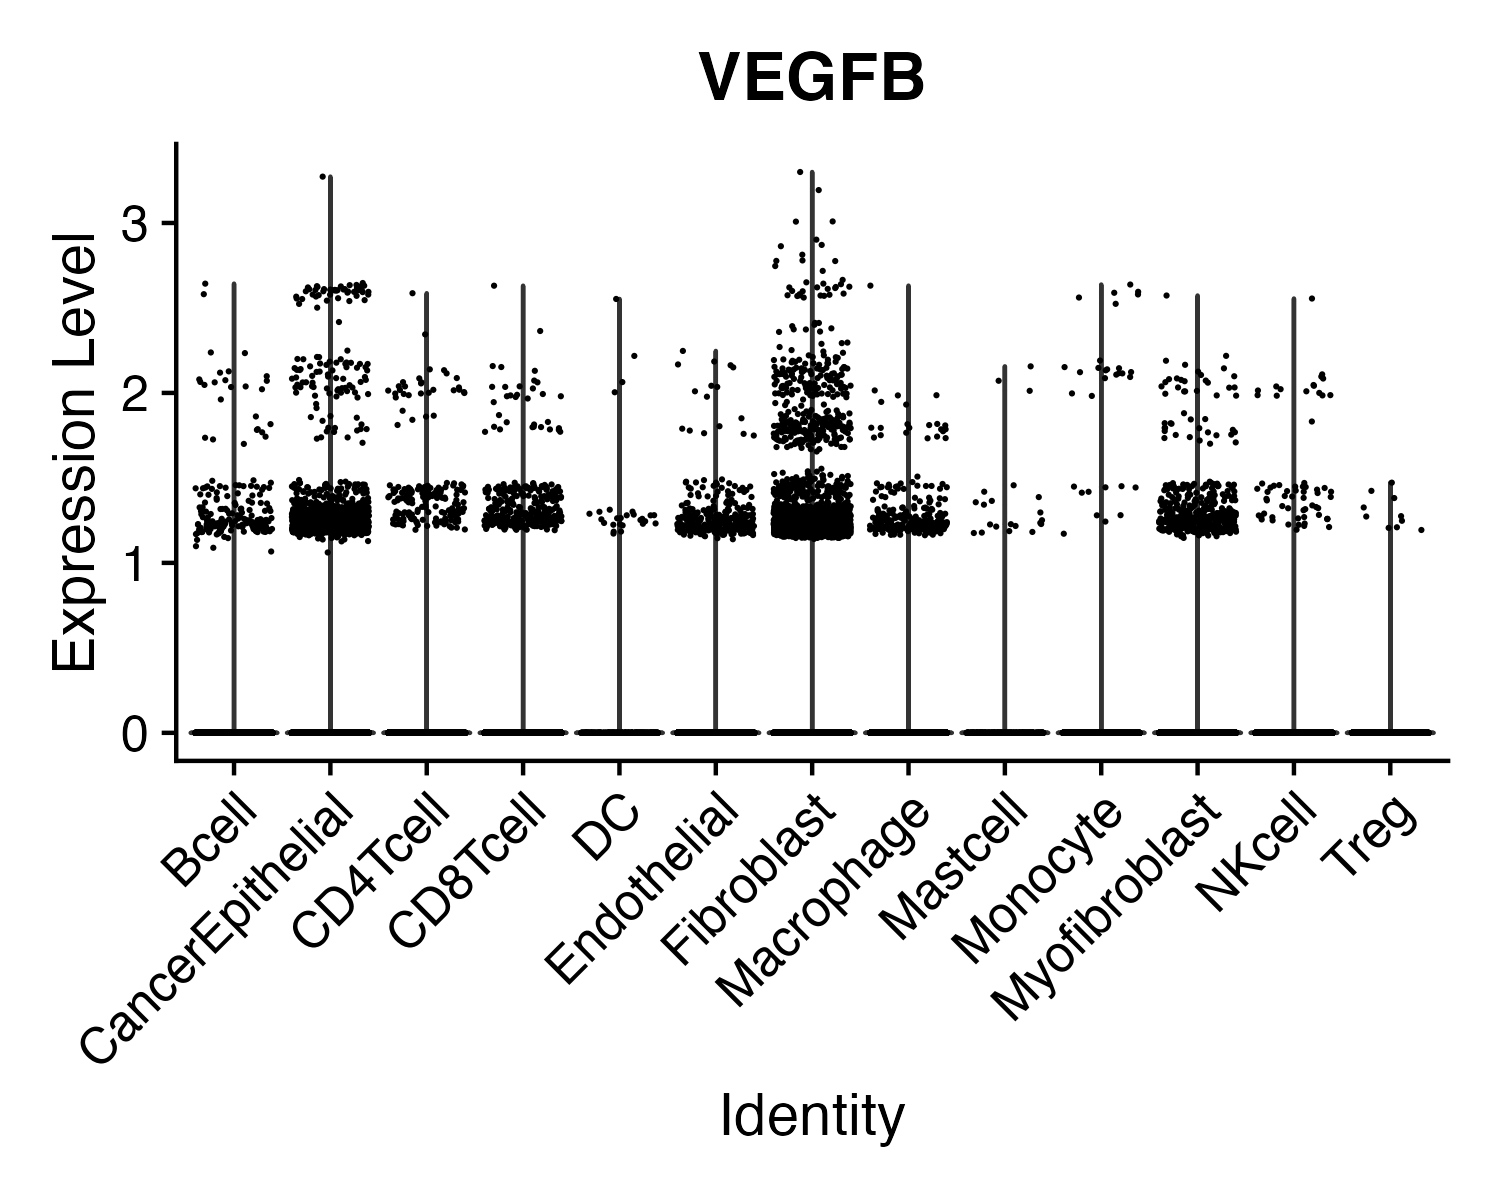 VEGFB
Expression Level
3
2
1
0
Bcell
CancerEpithelial
CD4Tcell
CD8Tcell
DC
Endothelial
Fibroblast
Macrophage
Mastcell
Monocyte
Myofibroblast
NKcell
Treg
Identity